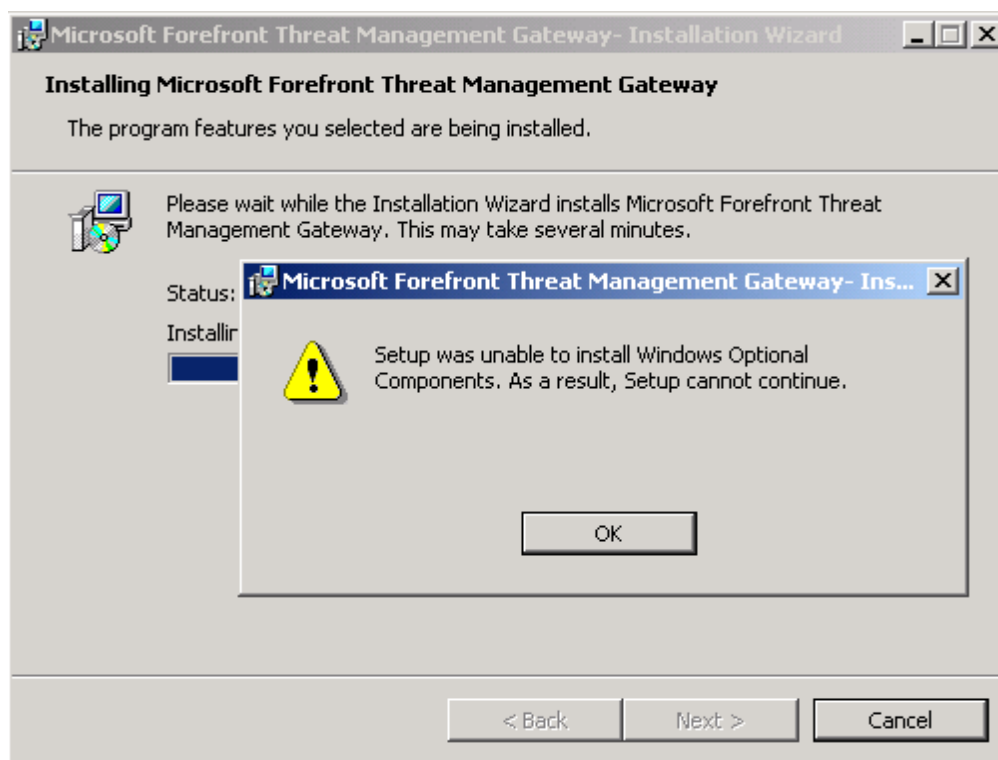 Microsoft Forefront Threat Management Gateway- Installation Wizard
Installing Microsoft Forefront Threat Management Gateway
The program features you selected are being installed.
Please wait while the Installation Wizard installs Microsoft Forefront Threat
Management Gateway. This may take several minutes.
Status:
Microsoft Forefront Threat Management Gateway- Ins...
Setup was unable to install Windows Optional
Components. As a result, Setup cannot continue.
OK
< Back
Next >
Cancel